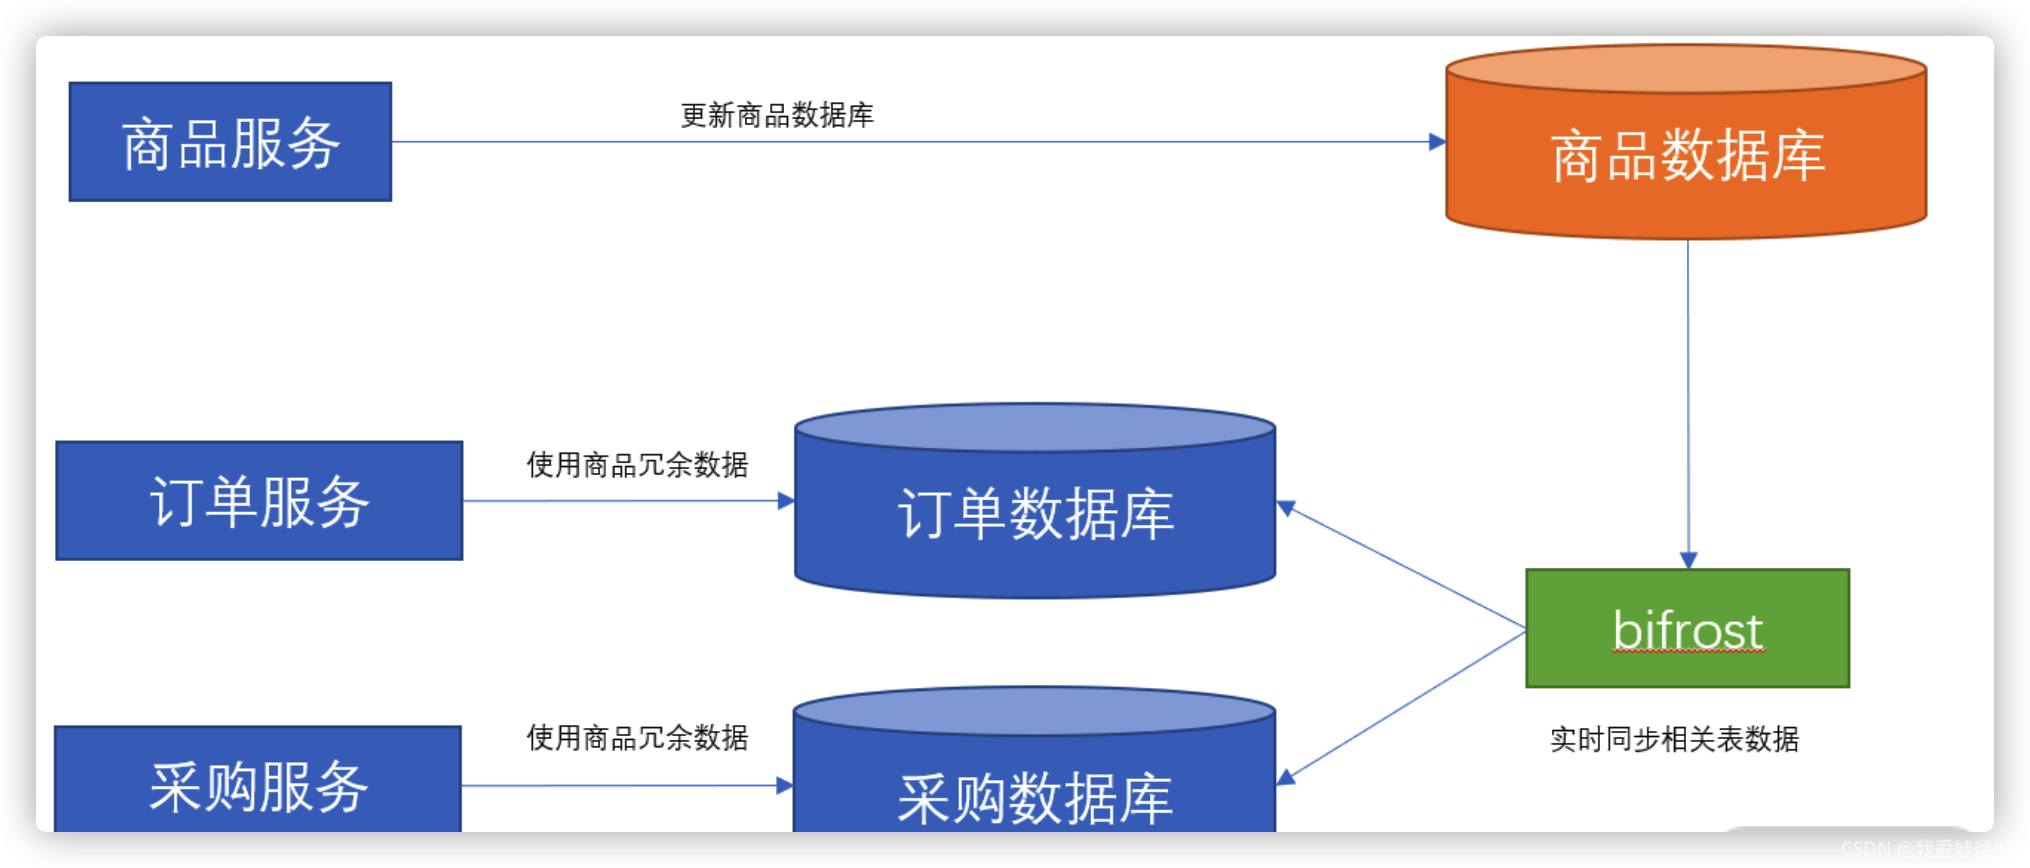 商品服务
更新商品数据库
商品数据库
订单服务
使用商品冗余数据
订单数据库
bifrost
实时同步相关表数据
采购服务
使用商品冗余数据
采购数据库
CSDN @我爱娃哈